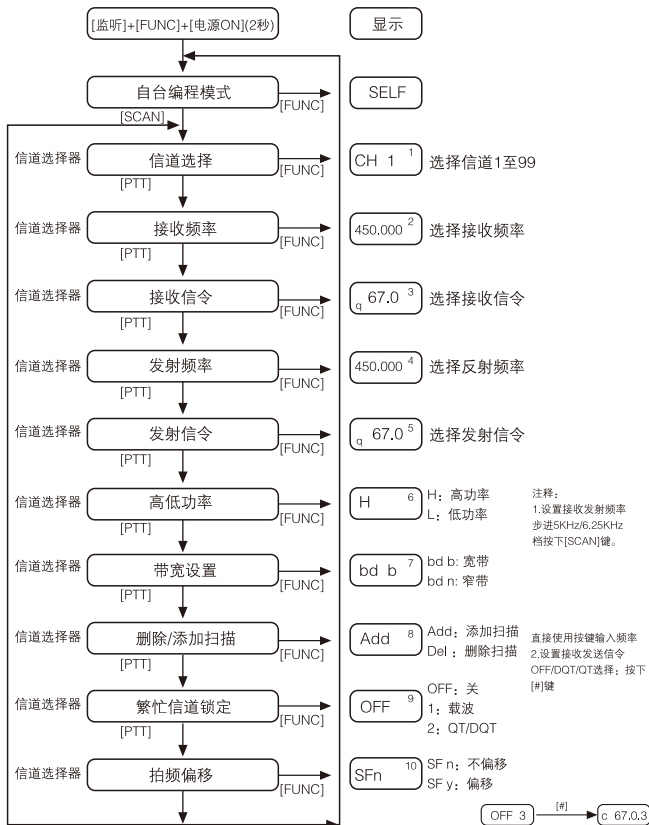 [监听]+[FUNC]+[电源ON](2秒)
显示
自台编程模式
[FUNC]
SELF
[SCAN]
信道选择器
信道选择
[FUNC]
CH 1 1
选择信道1至99
[PTT]
信道选择器
接收频率
[FUNC]
450.000 2
选择接收频率
[PTT]
信道选择器
接收信令
[FUNC]
q 67.0 3
选择接收信令
[PTT]
信道选择器
发射频率
[FUNC]
450.000 4
选择反射频率
[PTT]
信道选择器
发射信令
[FUNC]
q 67.0 5
选择发射信令
[PTT]
信道选择器
高低功率
[FUNC]
H 6
H：高功率
L：低功率
[PTT]
注释：
1.设置接收发射频率
步进5KHz/6.25KHz
档按下[SCAN]键。
信道选择器
带宽设置
[FUNC]
bd b 7
bd b: 宽带
bd n: 窄带
[PTT]
信道选择器
删除/添加扫描
[FUNC]
Add 8
Add：添加扫描
Del：删除扫描
[PTT]
直接使用按键输入频率
2.设置接收发送信令
OFF/DQT/QT选择；按下
[#]键
信道选择器
繁忙信道锁定
[FUNC]
OFF 9
OFF：关
1：载波
2：QT/DQT
[PTT]
信道选择器
拍频偏移
[FUNC]
SFn 10
SF n：不偏移
SF y：偏移
OFF 3
[#]
c 67.0.3